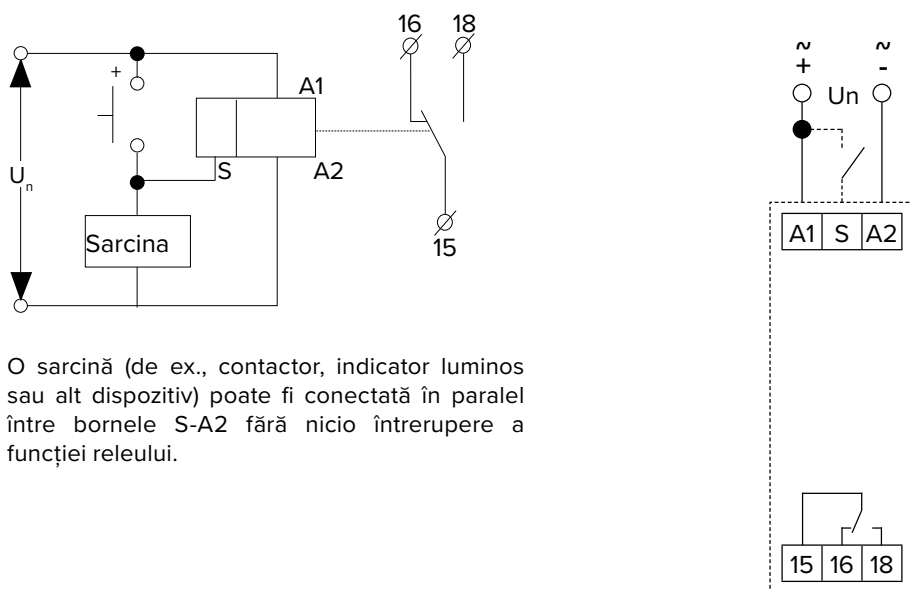 16 18
+
A1
Un
S
A2
Sarcina
15
O sarcină (de ex., contactor, indicator luminos
sau alt dispozitiv) poate fi conectată în paralel
între bornele S-A2 fără nicio întrerupere a
funcției releului.
~ ~
+ -
Un
A1 S A2
15 16 18